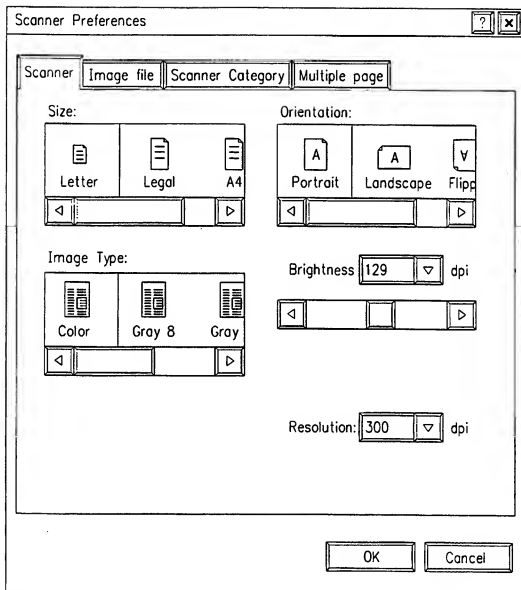 Scanner Preferences ?
Scanner Image file Scanner Category Multiple page
Size:
Letter Legal A4
Orientation:
A A A
Portrait Landscape Flipp
Image Type:
Color Gray 8 Gray
Brightness 129 dpi
Resolution: 300 dpi
OK Cancel